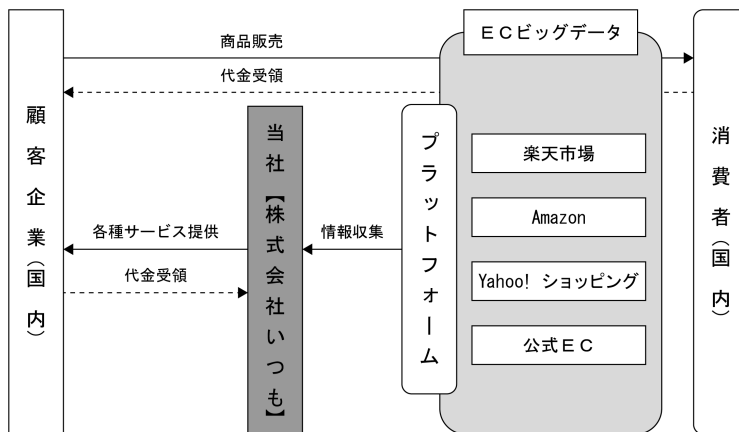 ECビッグデータ
商品販売
代金受領
顧客企業(国内)
当社【株式会社いつも】
プラットフォーム
楽天市場
Amazon
Yahoo! ショッピング
公式EC
消費者(国内)
各種サービス提供
情報収集
代金受領